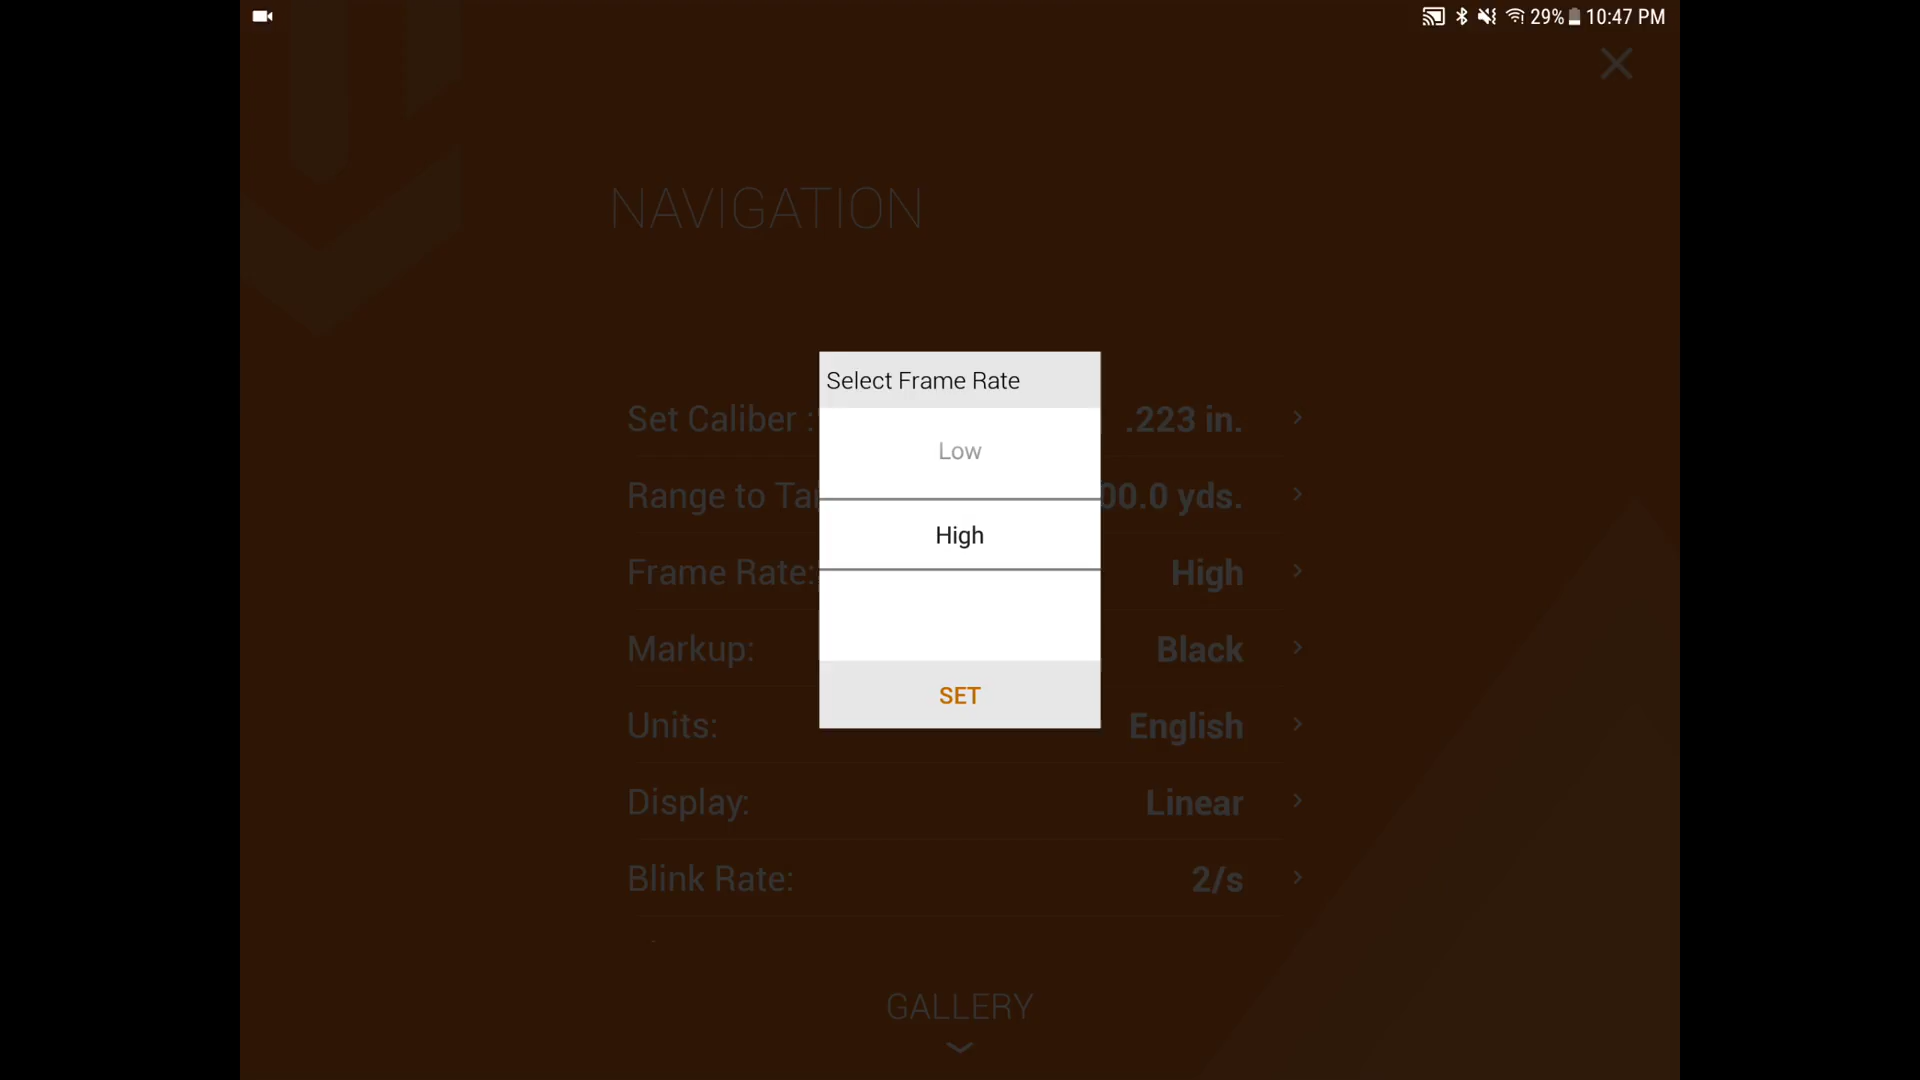 29% 10:47 PM
NAVIGATION
Select Frame Rate
Low
High
SET
Set Caliber : .223 in.
Range to 00.0 yds.
Frame Rate: High
Markup: Black
Units: English
Display: Linear
Blink Rate: 2/s
GALLERY